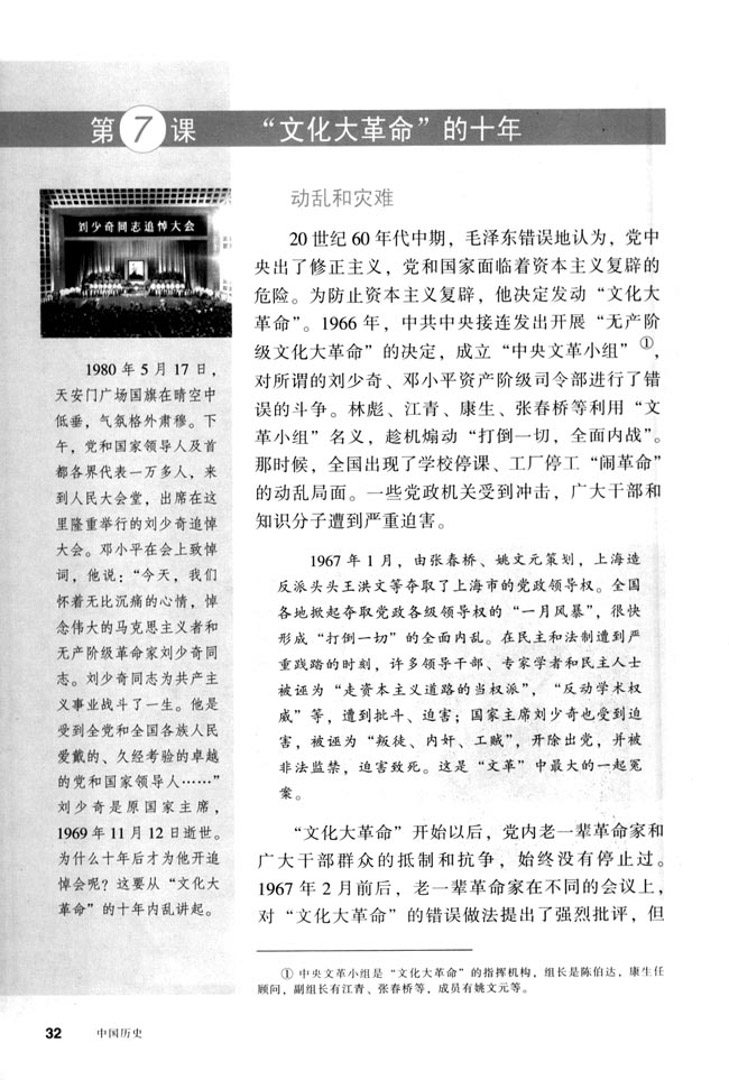 第7课 “文化大革命”的十年
刘少奇同志追悼大会
1980 年 5 月 17 日，
天安门广场国旗在晴空中
低垂，气氛格外肃穆。下
午，党和国家领导人及首
都各界代表一万多人，来
到人民大会堂，出席在这
里隆重举行的刘少奇追悼
大会。邓小平在会上致悼
词，他说：“今天，我们
怀着无比沉痛的心情，悼
念伟大的马克思主义者和
无产阶级革命家刘少奇同
志。刘少奇同志为共产主
义事业战斗了一生。他是
受到全党和全国各族人民
爱戴的、久经考验的卓越
的党和国家领导人……”
刘少奇是原国家主席，
1969 年 11 月 12 日逝世。
为什么十年后才为他开追
悼会呢？这要从“文化大
革命”的十年内乱讲起。
动乱和灾难
20 世纪 60 年代中期，毛泽东错误地认为，党中
央出了修正主义，党和国家面临着资本主义复辟的
危险。为防止资本主义复辟，他决定发动“文化大
革命”。1966 年，中共中央接连发出开展“无产阶
级文化大革命”的决定，成立“中央文革小组”①，
对所谓的刘少奇、邓小平资产阶级司令部进行了错
误的斗争。林彪、江青、康生、张春桥等利用“文
革小组”名义，趁机煽动“打倒一切，全面内战”。
那时候，全国出现了学校停课、工厂停工“闹革命”
的动乱局面。一些党政机关受到冲击，广大干部和
知识分子遭到严重迫害。
1967 年 1 月，由张春桥、姚文元策划，上海造
反派头头王洪文等夺取了上海市的党政领导权。全国
各地掀起夺取党政各级领导权的“一月风暴”，很快
形成“打倒一切”的全面内乱。在民主和法制遭到严
重践踏的时刻，许多领导干部、专家学者和民主人士
被诬为“走资本主义道路的当权派”，“反动学术权
威”等，遭到批斗、迫害；国家主席刘少奇也受到迫
害，被诬为“叛徒、内奸、工贼”，开除出党，并被
非法监禁，迫害致死。这是“文革”中最大的一起冤
案。
“文化大革命”开始以后，党内老一辈革命家和
广大干部群众的抵制和抗争，始终没有停止过。
1967 年 2 月前后，老一辈革命家在不同的会议上，
对“文化大革命”的错误做法提出了强烈批评，但
① 中央文革小组是“文化大革命”的指挥机构，组长是陈伯达，康生任
顾问，副组长有江青、张春桥等，成员有姚文元等。
32 中国历史